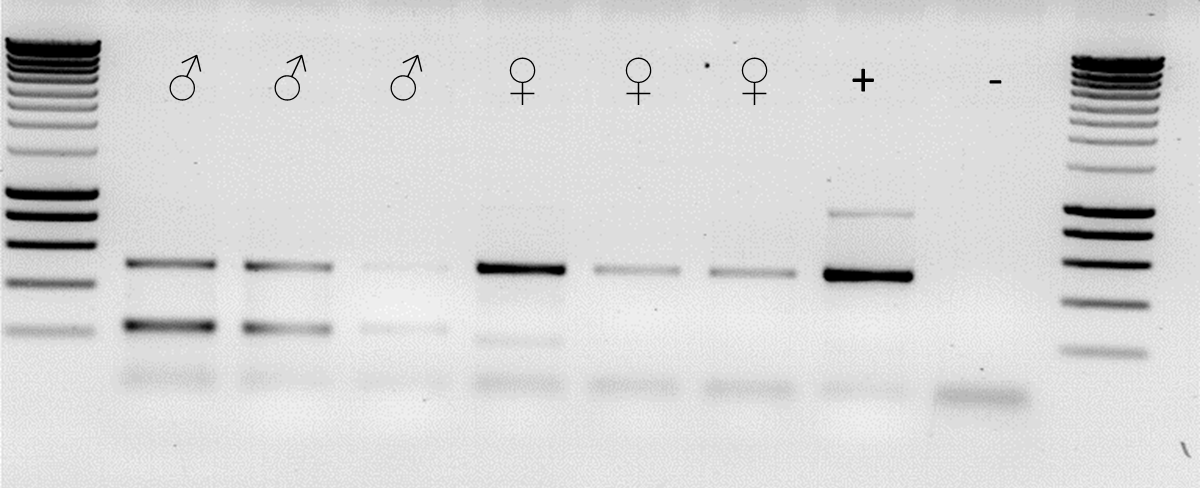 ♂ ♂ ♂ ♀ ♀ ♀ + -